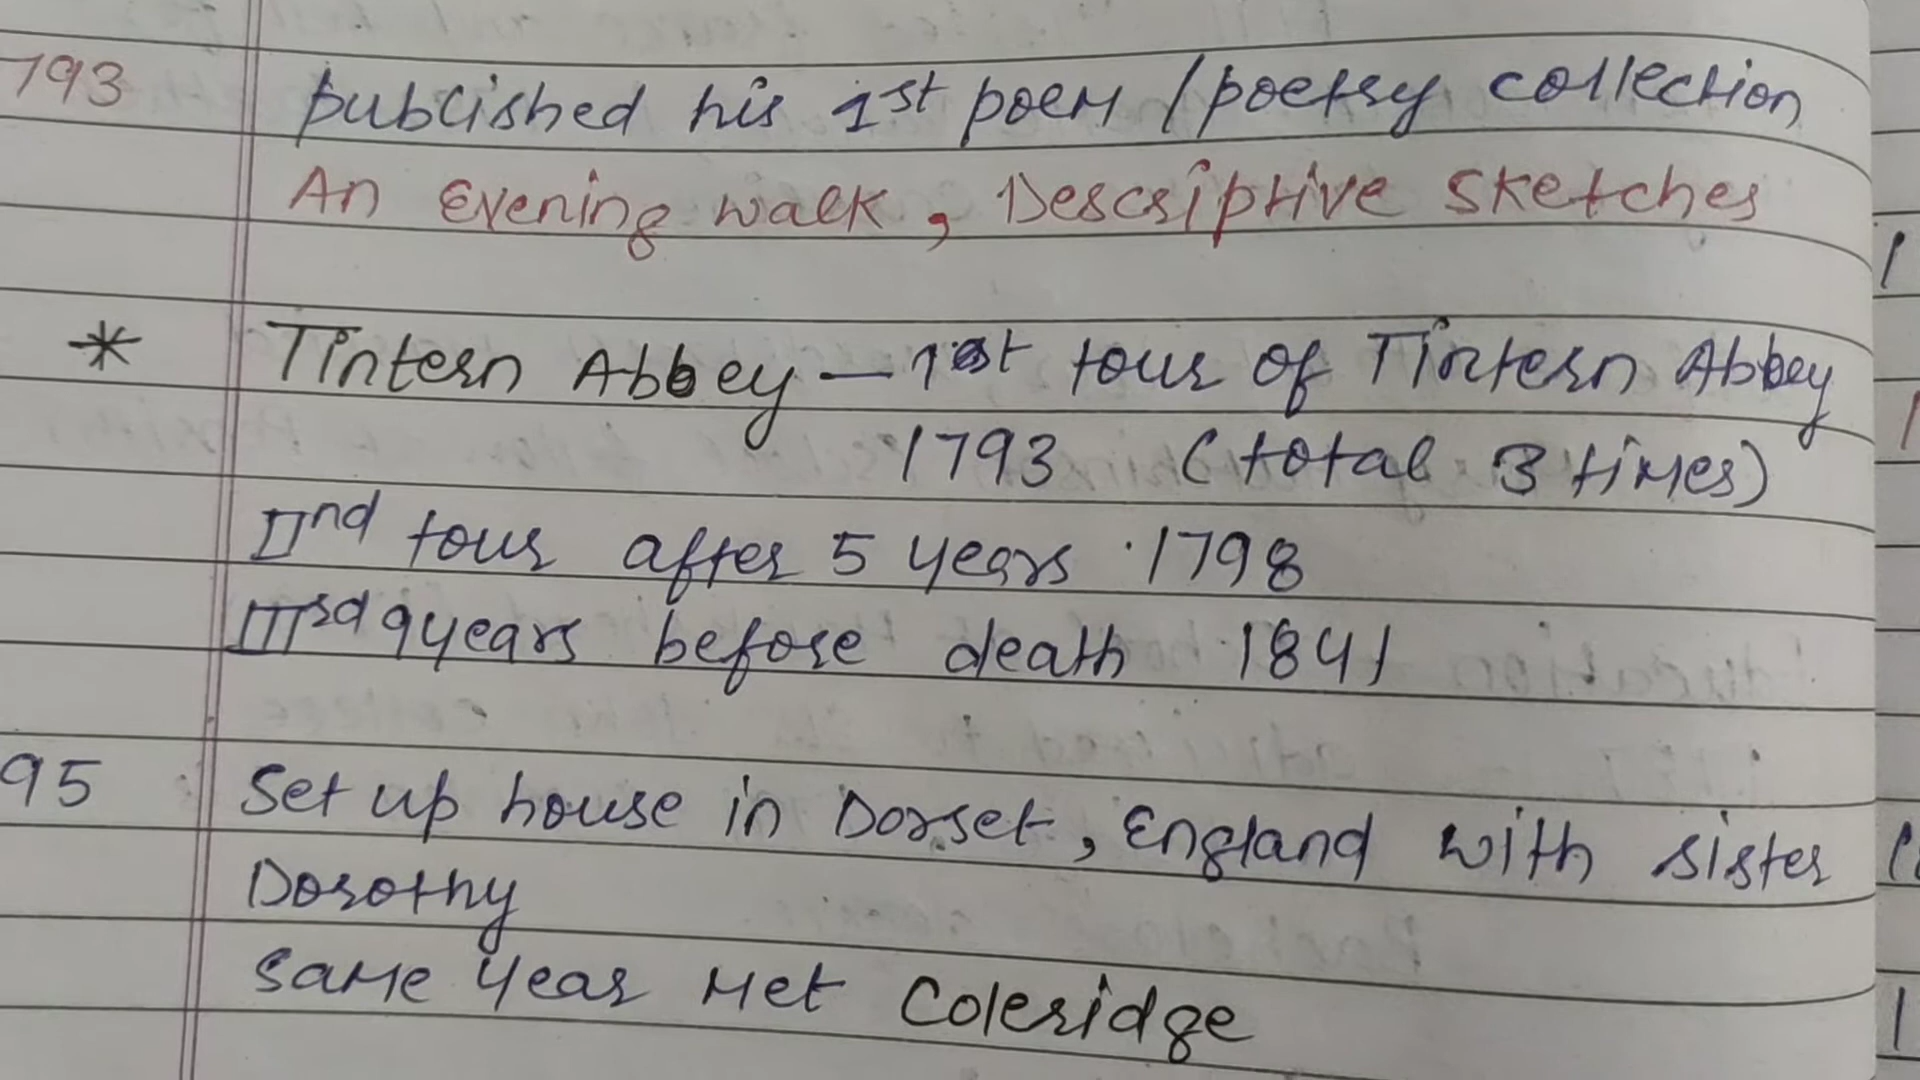 793 published his 1st poem / poetry collection
An Evening walk, Descriptive sketches
* Tintern Abbey — 1st tour of Tintern Abbey
1793 (total 3 times)
IInd tour after 5 years 1798
IIIrd 9 years before death 1841
95 Set up house in Dorset, England with sister
Dorothy
same year met Coleridge